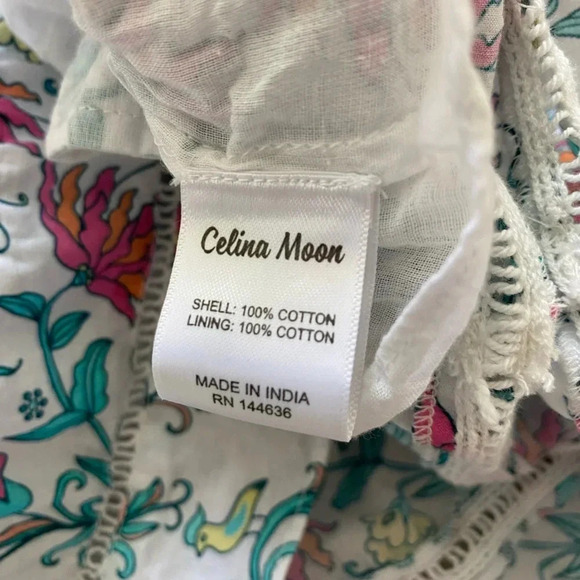 Celina Moon
SHELL: 100% COTTON
LINING: 100% COTTON
MADE IN INDIA
RN 144636